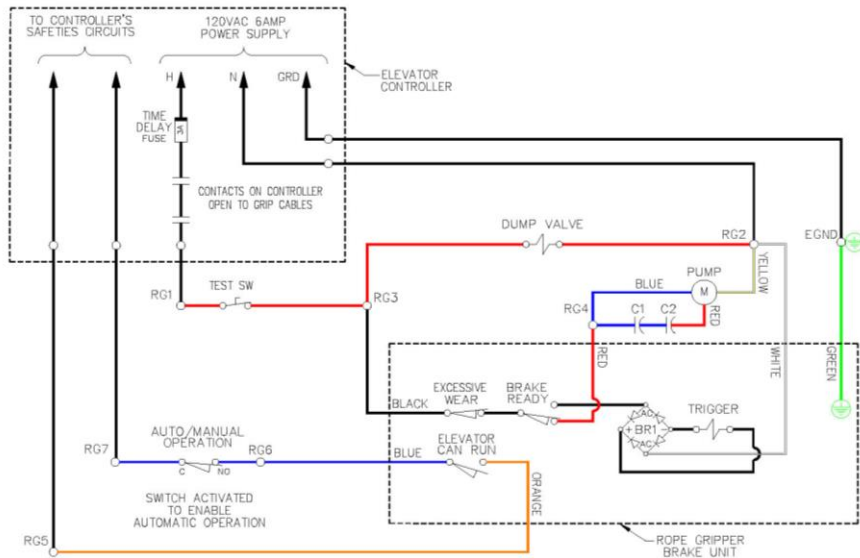 TO CONTROLLER'S
SAFETIES CIRCUITS
120VAC 6AMP
POWER SUPPLY
H
N
GRD
ELEVATOR
CONTROLLER
TIME
DELAY
FUSE
CONTACTS ON CONTROLLER
OPEN TO GRIP CABLES
DUMP VALVE
RG2
EGND
YELLOW
PUMP
M
BLUE
RG1
TEST SW
RG3
RG4
C1
C2
RED
RED
WHITE
GREEN
BLACK
EXCESSIVE
WEAR
BRAKE
READY
AC
+ BR1 -
AC
TRIGGER
AUTO/MANUAL
OPERATION
RG7
C
NO
RG6
BLUE
ELEVATOR
CAN RUN
ORANGE
SWITCH ACTIVATED
TO ENABLE
AUTOMATIC OPERATION
RG5
ROPE GRIPPER
BRAKE UNIT